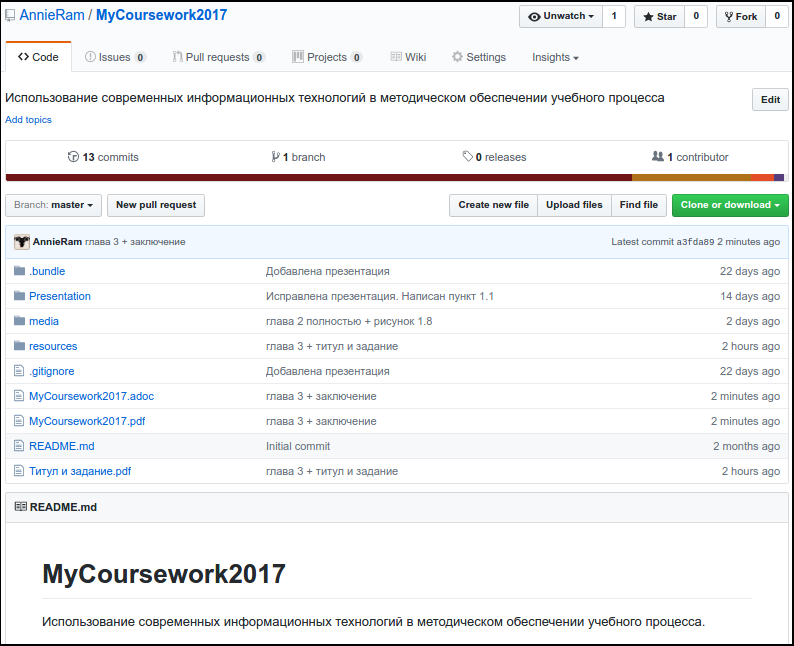 AnnieRam / MyCoursework2017 Unwatch 1 Star 0 Fork 0
Code Issues 0 Pull requests 0 Projects 0 Wiki Settings Insights
Использование современных информационных технологий в методическом обеспечении учебного процесса Edit
Add topics
13 commits 1 branch 0 releases 1 contributor
Branch: master New pull request Create new file Upload files Find file Clone or download
AnnieRam глава 3 + заключение Latest commit a3fda89 2 minutes ago
.bundle Добавлена презентация 22 days ago
Presentation Исправлена презентация. Написан пункт 1.1 14 days ago
media глава 2 полностью + рисунок 1.8 2 days ago
resources глава 3 + титул и задание 2 hours ago
.gitignore Добавлена презентация 22 days ago
MyCoursework2017.adoc глава 3 + заключение 2 minutes ago
MyCoursework2017.pdf глава 3 + заключение 2 minutes ago
README.md Initial commit 2 months ago
Титул и задание.pdf глава 3 + титул и задание 2 hours ago
README.md
MyCoursework2017
Использование современных информационных технологий в методическом обеспечении учебного процесса.